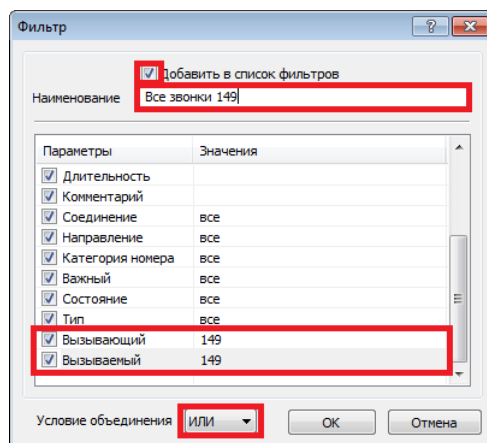 Фильтр
Добавить в список фильтров
Наименование Все звонки 149
Параметры Значения
Длительность
Комментарий
Соединение все
Направление все
Категория номера все
Важный все
Состояние все
Тип все
Вызывающий 149
Вызываемый 149
Условие объединения ИЛИ OK Отмена